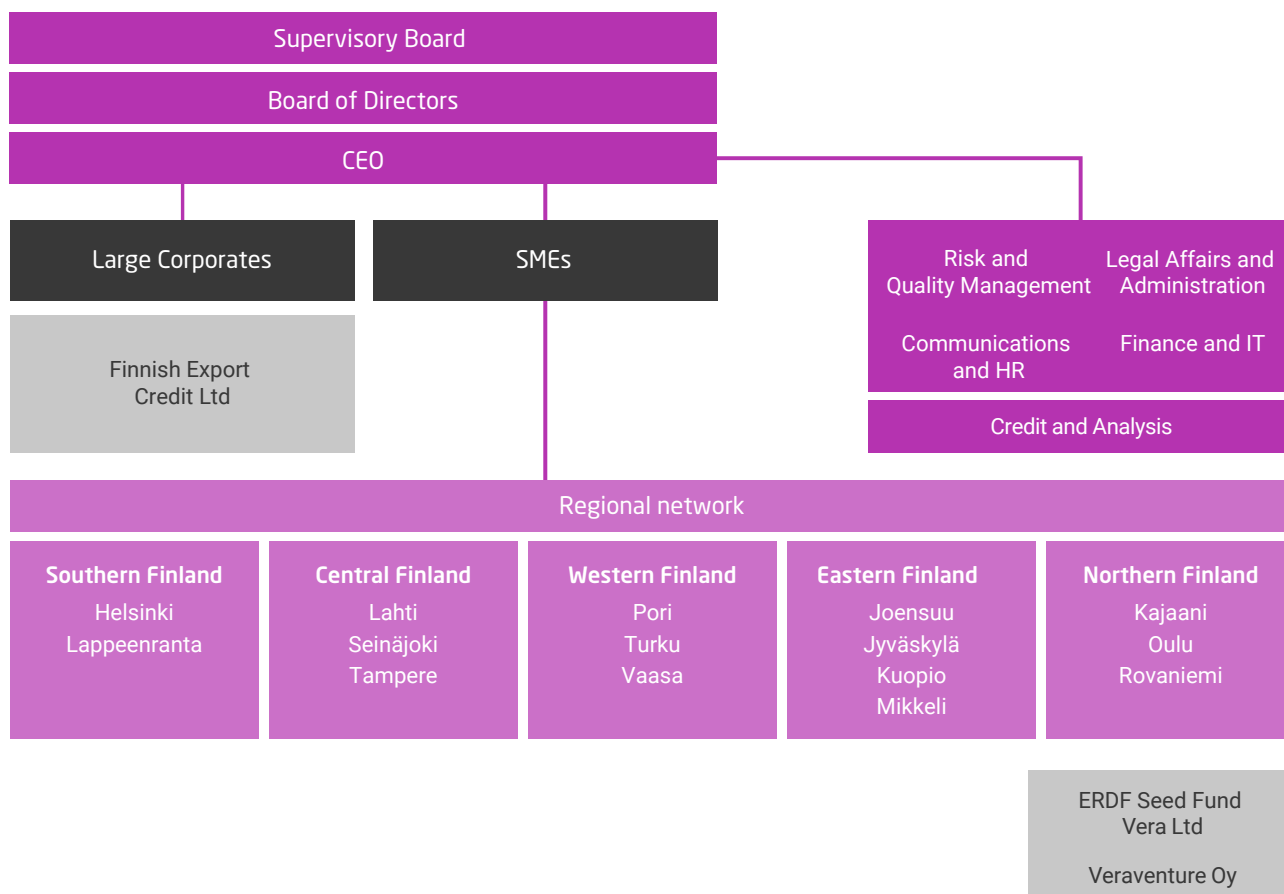 Supervisory Board
Board of Directors
CEO
Large Corporates
SMEs
Risk and
Quality Management
Legal Affairs and
Administration
Communications
and HR
Finance and IT
Finnish Export
Credit Ltd
Credit and Analysis
Regional network
Southern Finland
Helsinki
Lappeenranta
Central Finland
Lahti
Seinäjoki
Tampere
Western Finland
Pori
Turku
Vaasa
Eastern Finland
Joensuu
Jyväskylä
Kuopio
Mikkeli
Northern Finland
Kajaani
Oulu
Rovaniemi
ERDF Seed Fund
Vera Ltd
Veraventure Oy